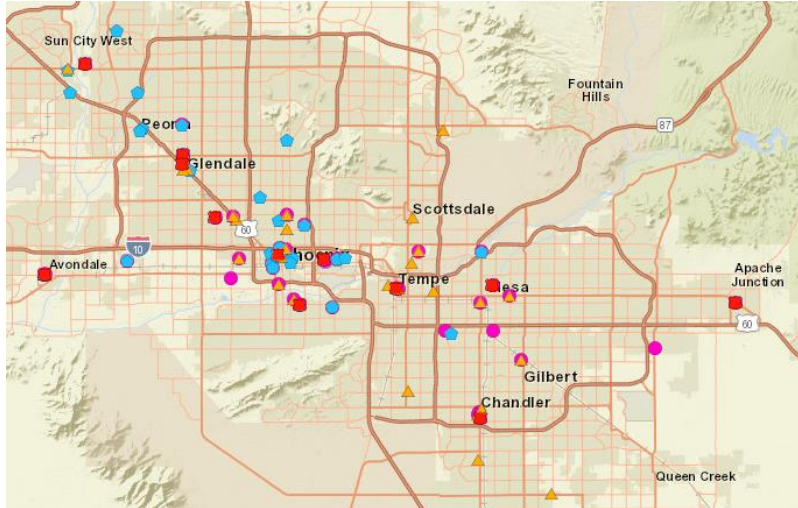 Sun City West
Fountain
Hills
87
Peoria
Glendale
Scottsdale
60
10
Phoenix
Avondale
Tempe
Mesa
Apache
Junction
60
Gilbert
Chandler
Queen Creek